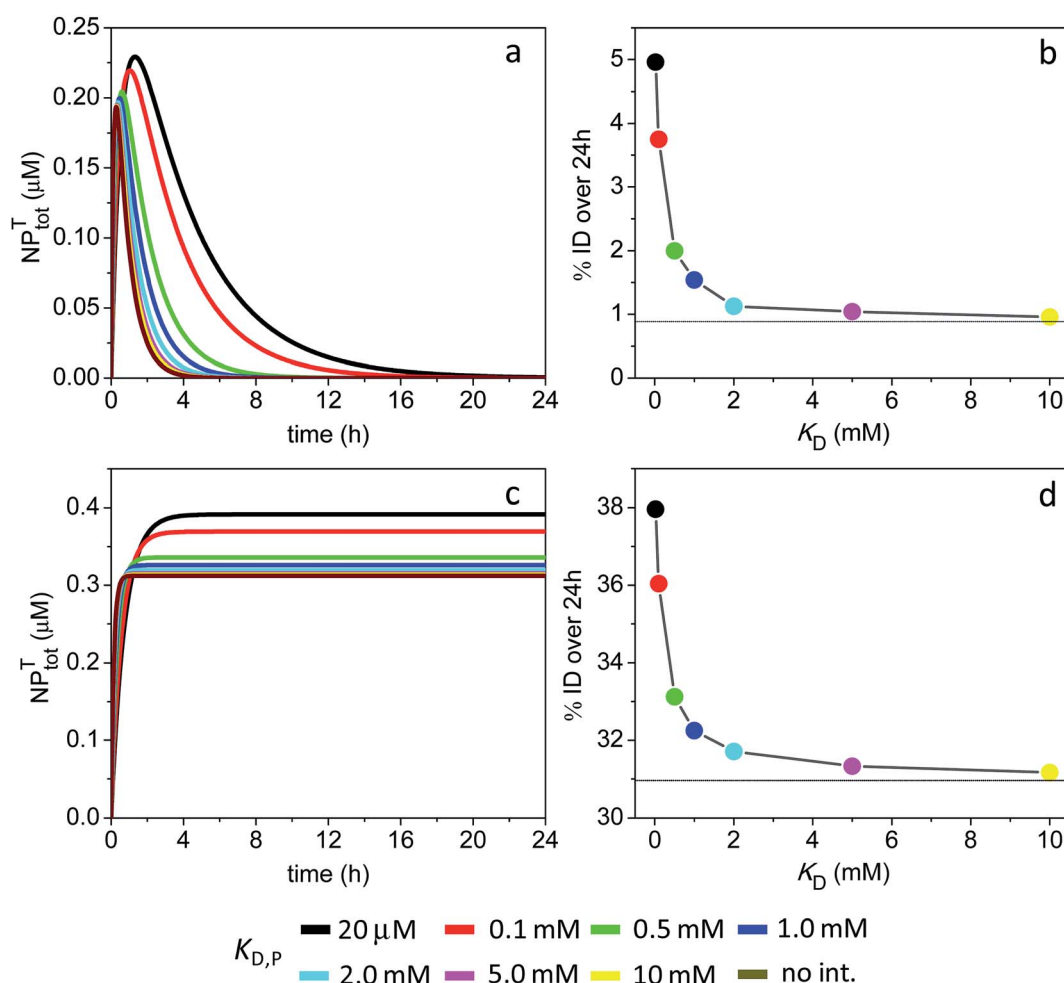 a
NP^T_tot (μM)
0.25
0.20
0.15
0.10
0.05
0.00
0 4 8 12 16 20 24
time (h)
b
% ID over 24h
5
4
3
2
1
0
0 2 4 6 8 10
K_D (mM)
c
NP^T_tot (μM)
0.4
0.3
0.2
0.1
0.0
0 4 8 12 16 20 24
time (h)
d
% ID over 24h
38
36
34
32
30
0 2 4 6 8 10
K_D (mM)
K_D,P
20 μM 0.1 mM 0.5 mM 1.0 mM
2.0 mM 5.0 mM 10 mM no int.